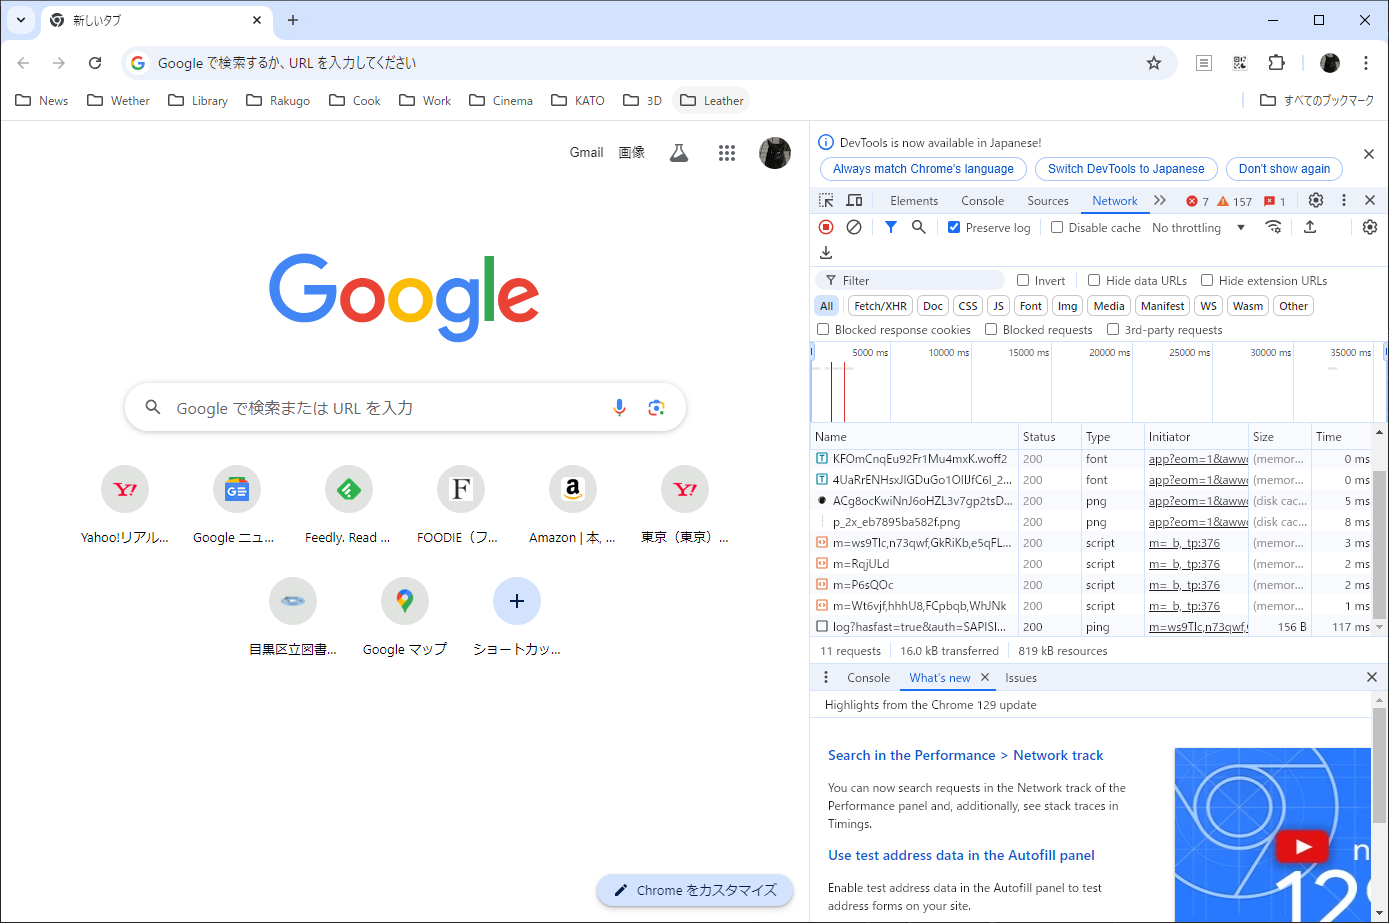 新しいタブ
Google で検索するか、URL を入力してください
News Wether Library Rakugo Cook Work Cinema KATO 3D Leather すべてのブックマーク
Gmail 画像
Google
Google で検索または URL を入力
Yahoo!リアル... Google ニュ... Feedly. Read ... FOODIE（フ... Amazon | 本, ... 東京（東京）...
目黒区立図書... Google マップ ショートカッ...
Chrome をカスタマイズ
DevTools is now available in Japanese!
Always match Chrome's language Switch DevTools to Japanese Don't show again
Elements Console Sources Network 7 157 1
Preserve log Disable cache No throttling
Filter Invert Hide data URLs Hide extension URLs
All Fetch/XHR Doc CSS JS Font Img Media Manifest WS Wasm Other
Blocked response cookies Blocked requests 3rd-party requests
5000 ms 10000 ms 15000 ms 20000 ms 25000 ms 30000 ms 35000 ms
Name Status Type Initiator Size Time
KFOmCnqEu92Fr1Mu4mxK.woff2 200 font app?eom=1&aww (memor... 0 ms
200 font app?eom=1&aww (memor... 0 ms
200 png app?eom=1&aww (disk cac... 5 ms
p_2x_eb7895ba582f.png 200 png app?eom=1&aww (disk cac... 8 ms
m=ws9Tlc,n73qwf,GkRiKb,e5qFL... 200 script m=_b,_tp:376 (memor... 3 ms
m=RqjULd 200 script m=_b,_tp:376 (memor... 2 ms
m=P6sQOc 200 script m=_b,_tp:376 (memor... 2 ms
m=Wt6vjf,hhhU8,FCpbqb,WhJNk 200 script m=_b,_tp:376 (memor... 1 ms
log?hasfast=true&auth=SAPISI... 200 ping m=ws9Tlc,n73qwf, 156 B 117 ms
11 requests 16.0 kB transferred 819 kB resources
Console What's new Issues
Highlights from the Chrome 129 update
Search in the Performance > Network track
You can now search requests in the Network track of the
Performance panel and, additionally, see stack traces in
Timings.
Use test address data in the Autofill panel
Enable test address data in the Autofill panel to test
address forms on your site.
129